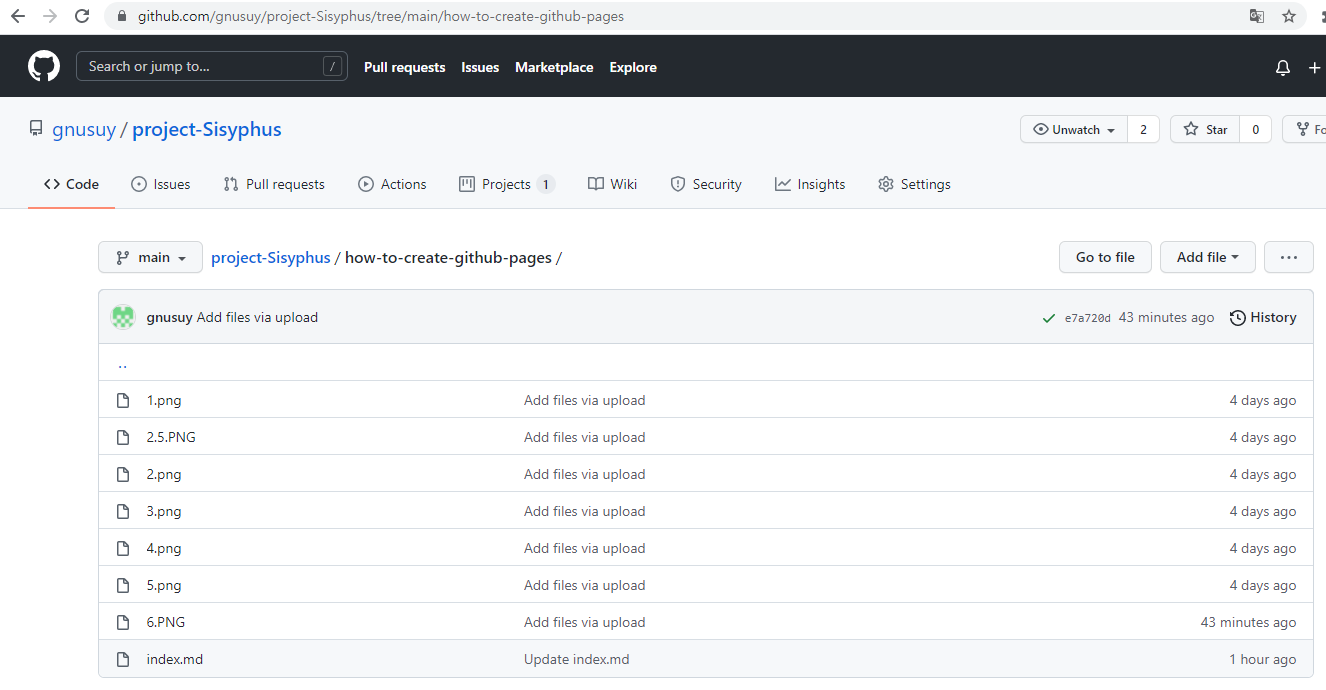 github.com/gnusuy/project-Sisyphus/tree/main/how-to-create-github-pages
Search or jump to... / Pull requests Issues Marketplace Explore
gnusuy / project-Sisyphus Unwatch 2 Star 0 Fo
Code Issues Pull requests Actions Projects 1 Wiki Security Insights Settings
main project-Sisyphus / how-to-create-github-pages / Go to file Add file ...
gnusuy Add files via upload e7a720d 43 minutes ago History
..
1.png Add files via upload 4 days ago
2.5.PNG Add files via upload 4 days ago
2.png Add files via upload 4 days ago
3.png Add files via upload 4 days ago
4.png Add files via upload 4 days ago
5.png Add files via upload 4 days ago
6.PNG Add files via upload 43 minutes ago
index.md Update index.md 1 hour ago